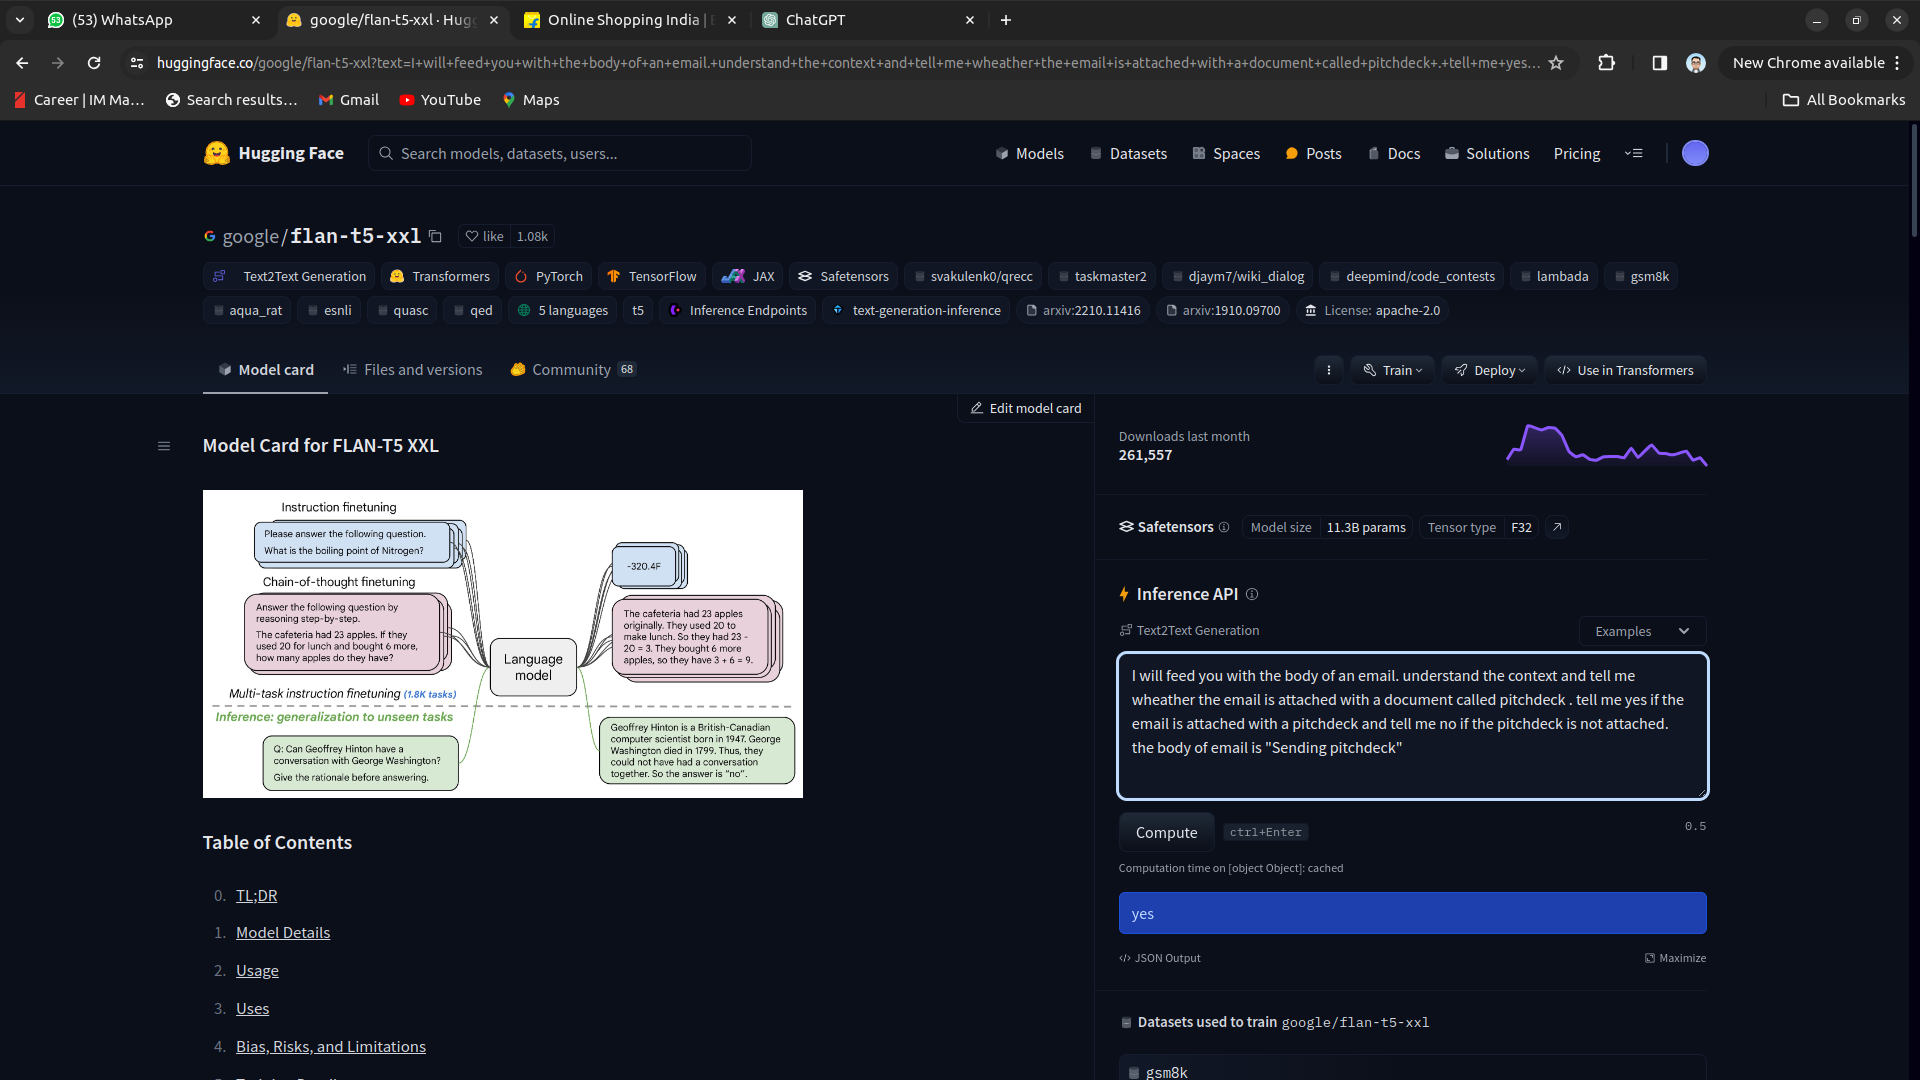 (53) WhatsApp
google/flan-t5-xxl · Hugg
Online Shopping India |
ChatGPT
huggingface.co/google/flan-t5-xxl?text=I+will+feed+you+with+the+body+of+an+email.+understand+the+context+and+tell+me+wheather+the+email+is+attached+with+a+document+called+pitchdeck+.+tell+me+yes...
New Chrome available
Career | IM Ma...
Search results...
Gmail
YouTube
Maps
All Bookmarks
Hugging Face
Search models, datasets, users...
Models
Datasets
Spaces
Posts
Docs
Solutions
Pricing
google/flan-t5-xxl
like 1.08k
Text2Text Generation
Transformers
PyTorch
TensorFlow
JAX
Safetensors
svakulenk0/qrecc
taskmaster2
djaym7/wiki_dialog
deepmind/code_contests
lambada
gsm8k
aqua_rat
esnli
quasc
qed
5 languages
t5
Inference Endpoints
text-generation-inference
arxiv:2210.11416
arxiv:1910.09700
License: apache-2.0
Model card
Files and versions
Community 68
Train
Deploy
Use in Transformers
Edit model card
Model Card for FLAN-T5 XXL
Instruction finetuning
Please answer the following question.
What is the boiling point of Nitrogen?
Chain-of-thought finetuning
Answer the following question by
reasoning step-by-step.
The cafeteria had 23 apples. If they
used 20 for lunch and bought 6 more,
how many apples do they have?
Multi-task instruction finetuning (1.8K tasks)
Inference: generalization to unseen tasks
Q: Can Geoffrey Hinton have a
conversation with George Washington?
Give the rationale before answering.
Language
model
-320.4F
The cafeteria had 23 apples
originally. They used 20 to
make lunch. So they had 23 -
20 = 3. They bought 6 more
apples, so they have 3 + 6 = 9.
Geoffrey Hinton is a British-Canadian
computer scientist born in 1947. George
Washington died in 1799. Thus, they
could not have had a conversation
together. So the answer is "no".
Table of Contents
0. TL;DR
1. Model Details
2. Usage
3. Uses
4. Bias, Risks, and Limitations
Downloads last month
261,557
Safetensors
Model size 11.3B params
Tensor type F32
Inference API
Text2Text Generation
Examples
I will feed you with the body of an email. understand the context and tell me
wheather the email is attached with a document called pitchdeck . tell me yes if the
email is attached with a pitchdeck and tell me no if the pitchdeck is not attached.
the body of email is "Sending pitchdeck"
Compute
ctrl+Enter
0.5
Computation time on [object Object]: cached
yes
JSON Output
Maximize
Datasets used to train google/flan-t5-xxl
gsm8k